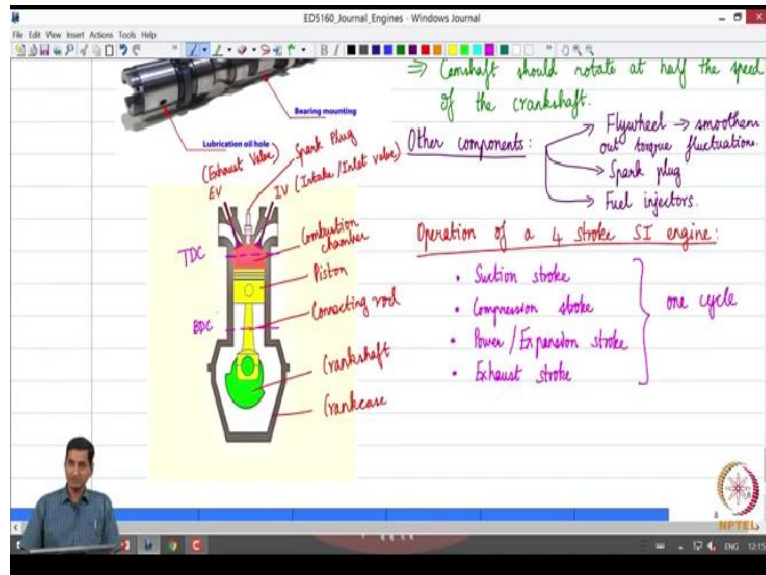 ED5160_Journal_Engines - Windows Journal
File Edit View Insert Actions Tools Help
B I
⇒ Camshaft should rotate at half the speed
of the crankshaft.
Bearing mounting
Lubrication oil hole
(Exhaust Valve)
EV
Spark Plug
IV (Intake/Inlet valve)
Other components:
Flywheel → smoothens
out torque fluctuations.
Spark plug
Fuel injectors.
TDC
BDC
Combustion
chamber
Piston
Connecting rod
Crankshaft
Crankcase
Operation of a 4 stroke SI engine:
• Suction stroke
• Compression stroke
• Power/Expansion stroke
• Exhaust stroke
one cycle
NPTEL
ENG 12:15